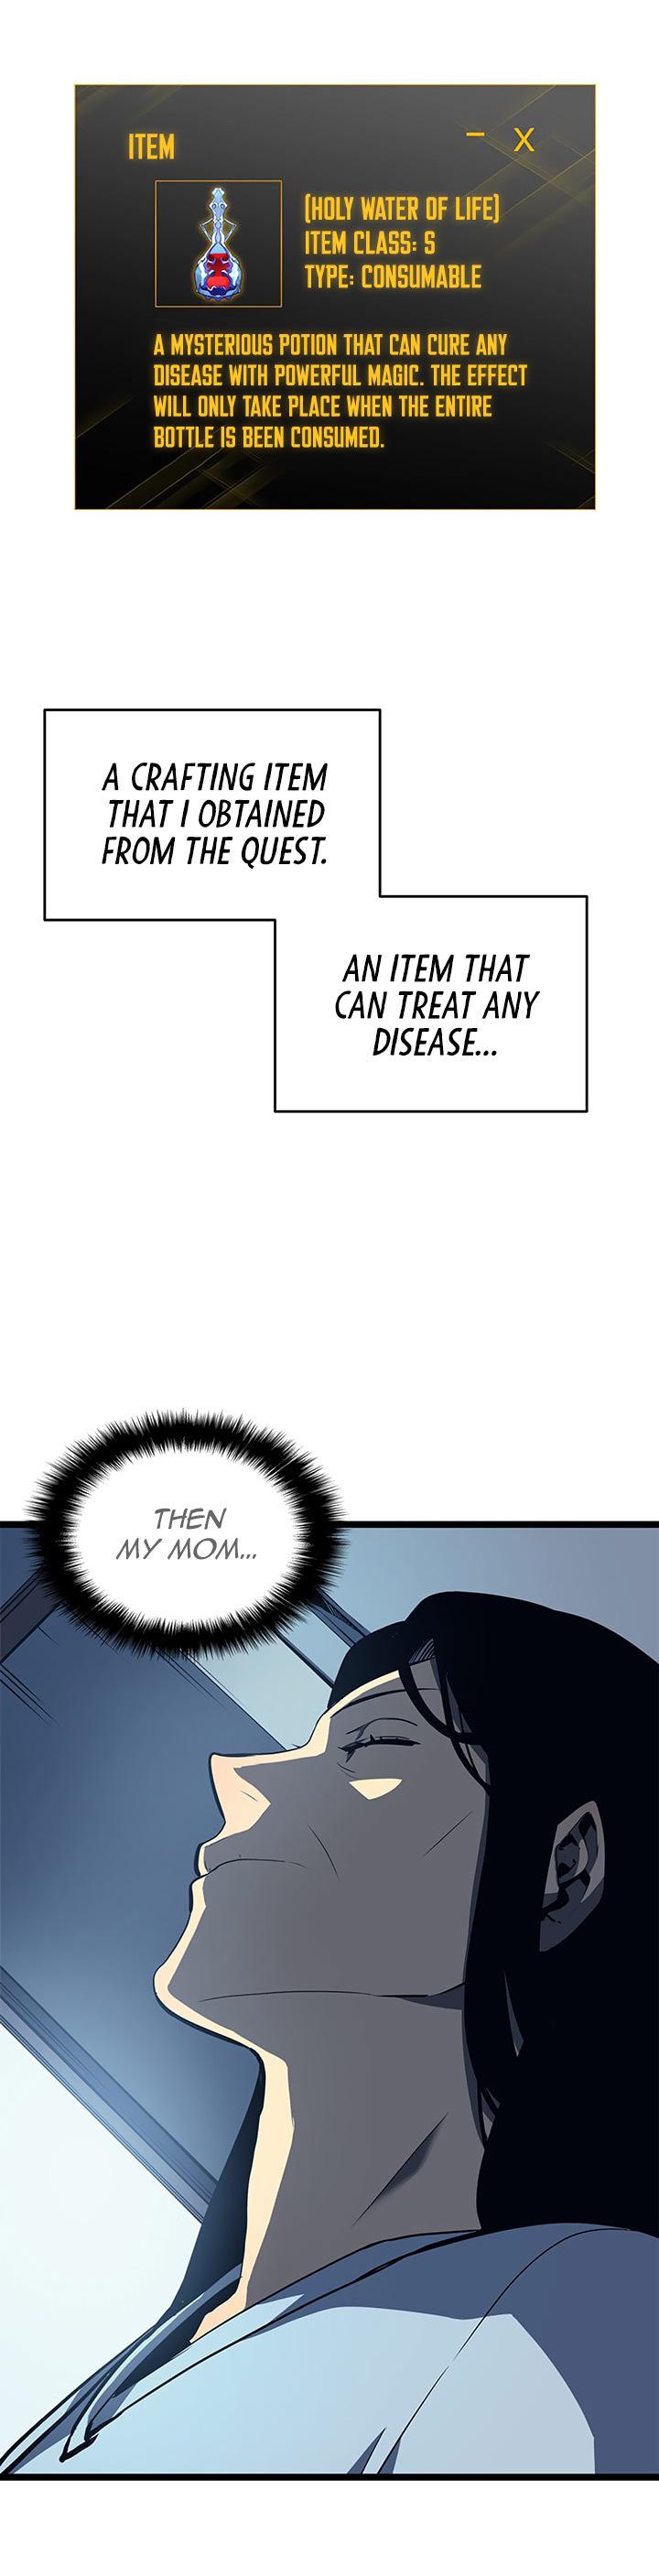 ITEM
– X
(HOLY WATER OF LIFE)
ITEM CLASS: S
TYPE: CONSUMABLE
A MYSTERIOUS POTION THAT CAN CURE ANY
DISEASE WITH POWERFUL MAGIC. THE EFFECT
WILL ONLY TAKE PLACE WHEN THE ENTIRE
BOTTLE IS BEEN CONSUMED.
A CRAFTING ITEM
THAT I OBTAINED
FROM THE QUEST.
AN ITEM THAT
CAN TREAT ANY
DISEASE...
THEN
MY MOM...